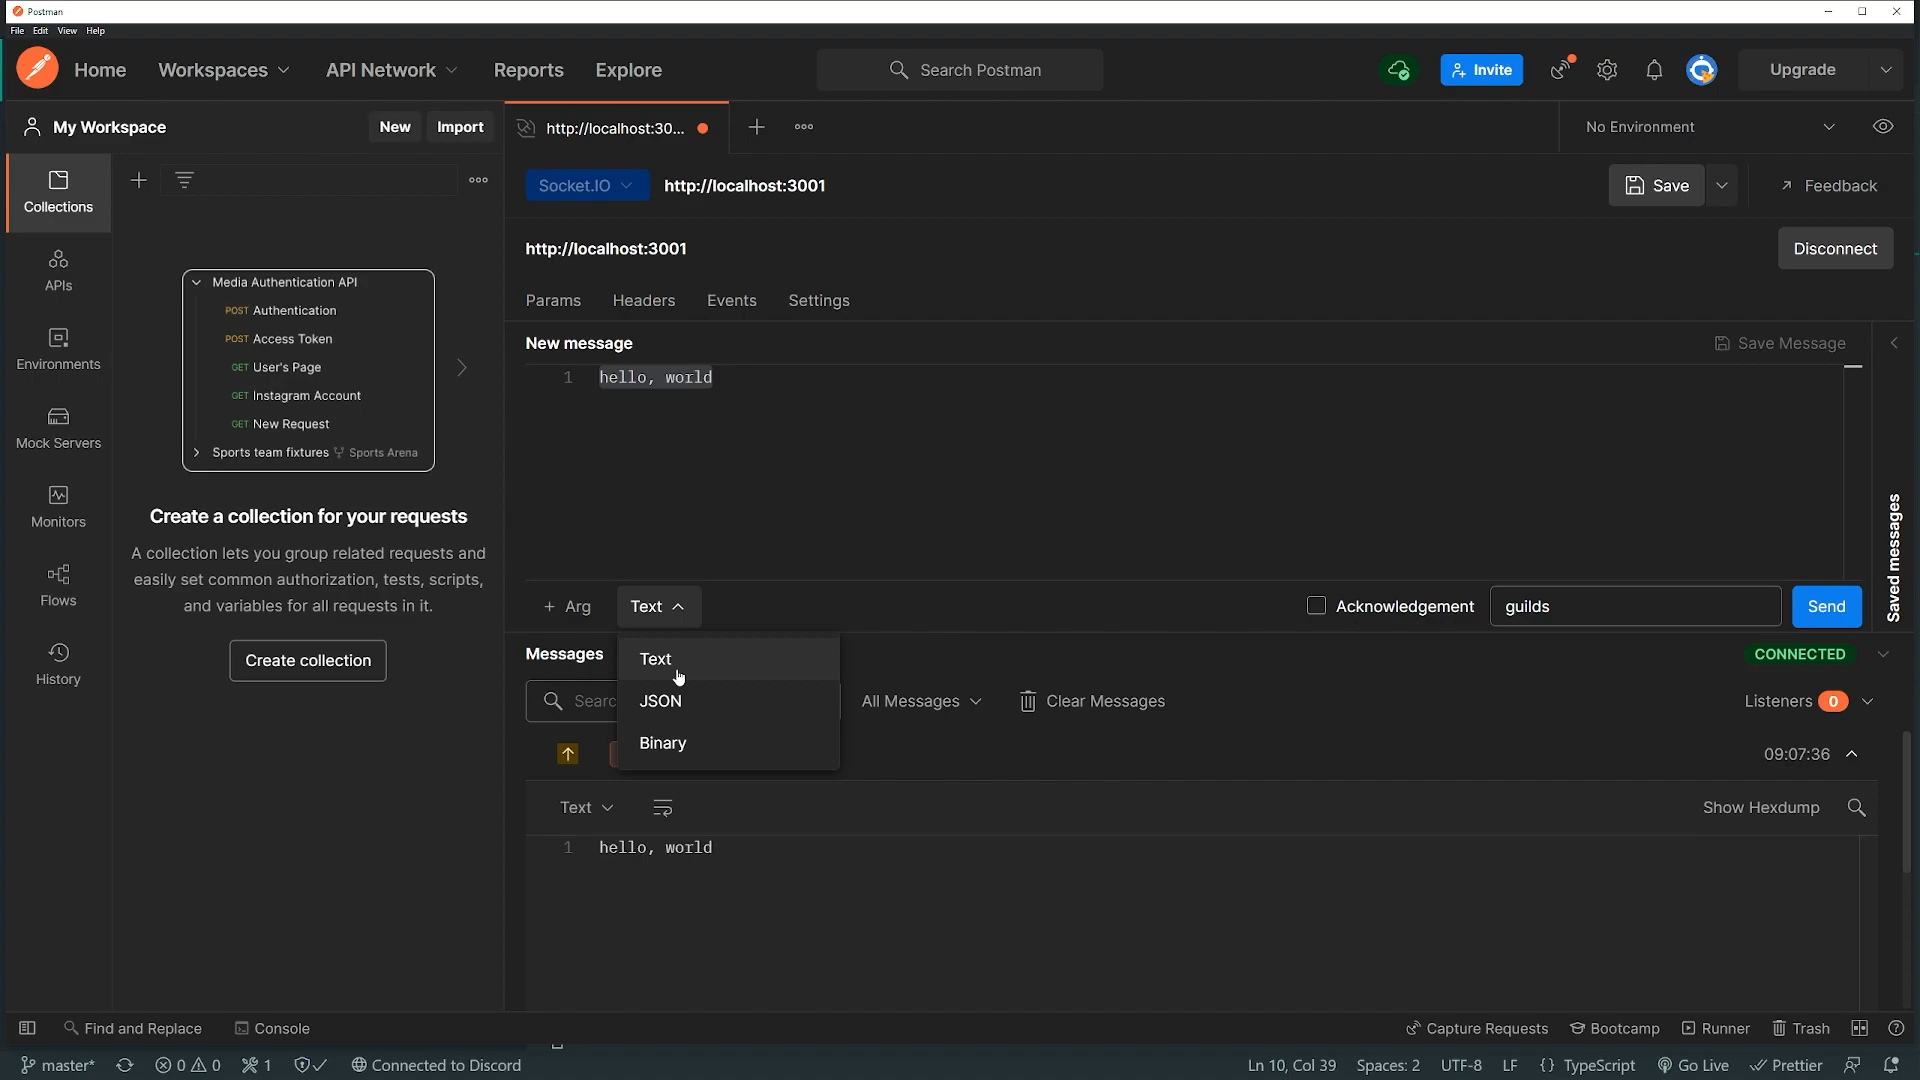 Postman
File Edit View Help
Home Workspaces API Network Reports Explore Search Postman Invite Upgrade
My Workspace New Import http://localhost:30... No Environment
Collections
APIs
Environments
Mock Servers
Monitors
Flows
History
Media Authentication API
POST Authentication
POST Access Token
GET User's Page
GET Instagram Account
GET New Request
Sports team fixtures Sports Arena
Create a collection for your requests
A collection lets you group related requests and
easily set common authorization, tests, scripts,
and variables for all requests in it.
Create collection
Socket.IO http://localhost:3001 Save Feedback
http://localhost:3001 Disconnect
Params Headers Events Settings
New message Save Message
1 hello, world
Saved messages
+ Arg Text Acknowledgement guilds Send
Messages CONNECTED
Text
JSON
Binary
Searc All Messages Clear Messages Listeners 0
09:07:36
Text Show Hexdump
1 hello, world
Find and Replace Console Capture Requests Bootcamp Runner Trash
master* 0 0 1 Connected to Discord Ln 10, Col 39 Spaces: 2 UTF-8 LF {} TypeScript Go Live Prettier